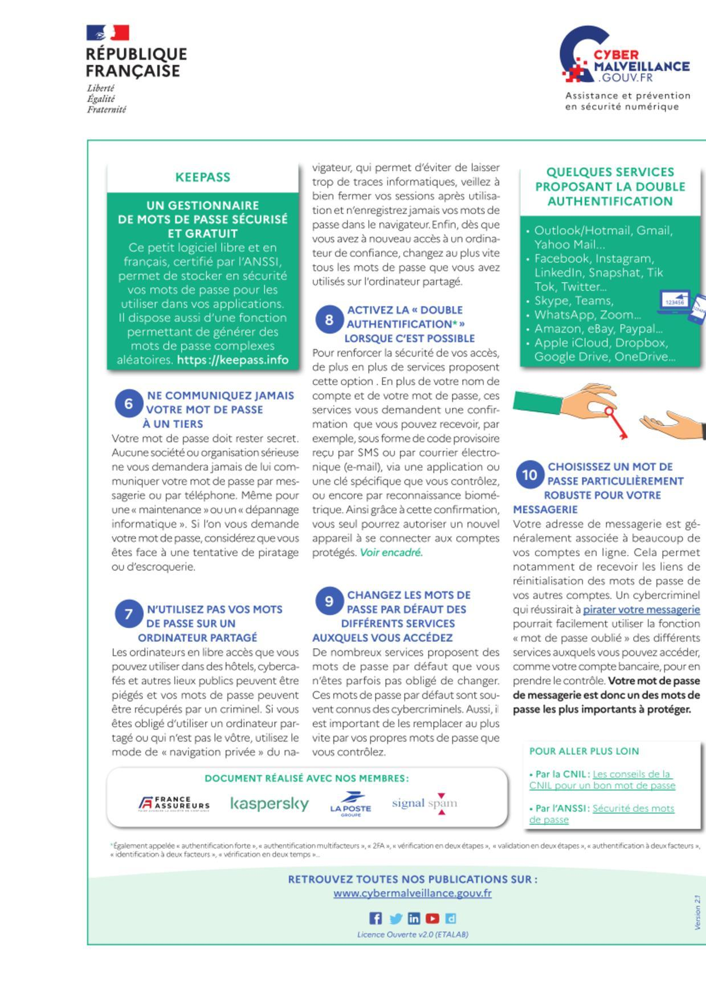 RÉPUBLIQUE
FRANÇAISE
Liberté
Égalité
Fraternité
CYBER
MALVEILLANCE
.GOUV.FR
Assistance et prévention
en sécurité numérique
KEEPASS
UN GESTIONNAIRE
DE MOTS DE PASSE SÉCURISÉ
ET GRATUIT
Ce petit logiciel libre et en
français, certifié par l'ANSSI,
permet de stocker en sécurité
vos mots de passe pour les
utiliser dans vos applications.
Il dispose aussi d'une fonction
permettant de générer des
mots de passe complexes
aléatoires. https://keepass.info
6 NE COMMUNIQUEZ JAMAIS
VOTRE MOT DE PASSE
À UN TIERS
Votre mot de passe doit rester secret.
Aucune société ou organisation sérieuse
ne vous demandera jamais de lui com-
muniquer votre mot de passe par mes-
sagerie ou par téléphone. Même pour
une « maintenance » ou un « dépannage
informatique ». Si l'on vous demande
votre mot de passe, considérez que vous
êtes face à une tentative de piratage
ou d'escroquerie.
7 N'UTILISEZ PAS VOS MOTS
DE PASSE SUR UN
ORDINATEUR PARTAGÉ
Les ordinateurs en libre accès que vous
pouvez utiliser dans des hôtels, cyberca-
fés et autres lieux publics peuvent être
piégés et vos mots de passe peuvent
être récupérés par un criminel. Si vous
êtes obligé d'utiliser un ordinateur par-
tagé ou qui n'est pas le vôtre, utilisez le
mode de « navigation privée » du na-
vigateur, qui permet d'éviter de laisser
trop de traces informatiques, veillez à
bien fermer vos sessions après utilisa-
tion et n'enregistrez jamais vos mots de
passe dans le navigateur. Enfin, dès que
vous avez à nouveau accès à un ordina-
teur de confiance, changez au plus vite
tous les mots de passe que vous avez
utilisés sur l'ordinateur partagé.
8 ACTIVEZ LA « DOUBLE
AUTHENTIFICATION* »
LORSQUE C'EST POSSIBLE
Pour renforcer la sécurité de vos accès,
de plus en plus de services proposent
cette option . En plus de votre nom de
compte et de votre mot de passe, ces
services vous demandent une confir-
mation que vous pouvez recevoir, par
exemple, sous forme de code provisoire
reçu par SMS ou par courrier électro-
nique (e-mail), via une application ou
une clé spécifique que vous contrôlez,
ou encore par reconnaissance biomé-
trique. Ainsi grâce à cette confirmation,
vous seul pourrez autoriser un nouvel
appareil à se connecter aux comptes
protégés. Voir encadré.
9 CHANGEZ LES MOTS DE
PASSE PAR DÉFAUT DES
DIFFÉRENTS SERVICES
AUXQUELS VOUS ACCÉDEZ
De nombreux services proposent des
mots de passe par défaut que vous
n'êtes parfois pas obligé de changer.
Ces mots de passe par défaut sont sou-
vent connus des cybercriminels. Aussi, il
est important de les remplacer au plus
vite par vos propres mots de passe que
vous contrôlez.
QUELQUES SERVICES
PROPOSANT LA DOUBLE
AUTHENTIFICATION
• Outlook/Hotmail, Gmail,
Yahoo Mail...
• Facebook, Instagram,
LinkedIn, Snapshat, Tik
Tok, Twitter...
• Skype, Teams,
• WhatsApp, Zoom...
• Amazon, eBay, Paypal...
• Apple iCloud, Dropbox,
Google Drive, OneDrive...
123456
10 CHOISISSEZ UN MOT DE
PASSE PARTICULIÈREMENT
ROBUSTE POUR VOTRE
MESSAGERIE
Votre adresse de messagerie est gé-
néralement associée à beaucoup de
vos comptes en ligne. Cela permet
notamment de recevoir les liens de
réinitialisation des mots de passe de
vos autres comptes. Un cybercriminel
qui réussirait à pirater votre messagerie
pourrait facilement utiliser la fonction
« mot de passe oublié » des différents
services auxquels vous pouvez accéder,
comme votre compte bancaire, pour en
prendre le contrôle. Votre mot de passe
de messagerie est donc un des mots de
passe les plus importants à protéger.
POUR ALLER PLUS LOIN
• Par la CNIL : Les conseils de la
CNIL pour un bon mot de passe
• Par l'ANSSI : Sécurité des mots
de passe
DOCUMENT RÉALISÉ AVEC NOS MEMBRES :
FRANCE
ASSUREURS
kaspersky
LA POSTE
GROUPE
signal spam
*Également appelée « authentification forte », « authentification multifacteurs », « 2FA », « vérification en deux étapes », « validation en deux étapes », « authentification à deux facteurs »,
« identification à deux facteurs », « vérification en deux temps »...
RETROUVEZ TOUTES NOS PUBLICATIONS SUR :
www.cybermalveillance.gouv.fr
Licence Ouverte v2.0 (ETALAB)
Version 2.1